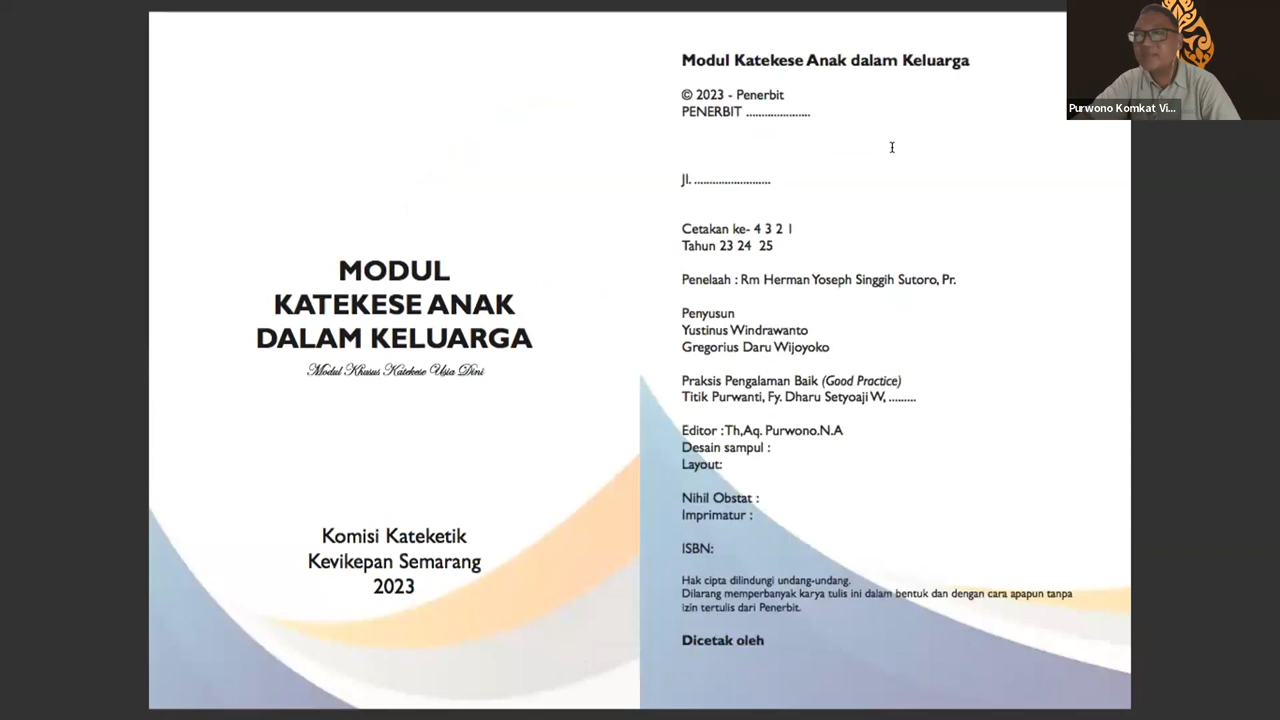 MODUL
KATEKESE ANAK
DALAM KELUARGA
Modul Khusus Katekese Usia Dini
Komisi Kateketik
Kevikepan Semarang
2023
Modul Katekese Anak dalam Keluarga
© 2023 - Penerbit
PENERBIT .....................
Jl. .........................
Cetakan ke- 4 3 2 1
Tahun 23 24 25
Penelaah : Rm Herman Yoseph Singgih Sutoro, Pr.
Penyusun
Yustinus Windrawanto
Gregorius Daru Wijoyoko
Praksis Pengalaman Baik (Good Practice)
Titik Purwanti, Fy. Dharu Setyoaji W, .........
Editor :Th,Aq. Purwono.N.A
Desain sampul :
Layout:
Nihil Obstat :
Imprimatur :
ISBN:
Hak cipta dilindungi undang-undang.
Dilarang memperbanyak karya tulis ini dalam bentuk dan dengan cara apapun tanpa
izin tertulis dari Penerbit.
Dicetak oleh
Purwono Komkat Vi...